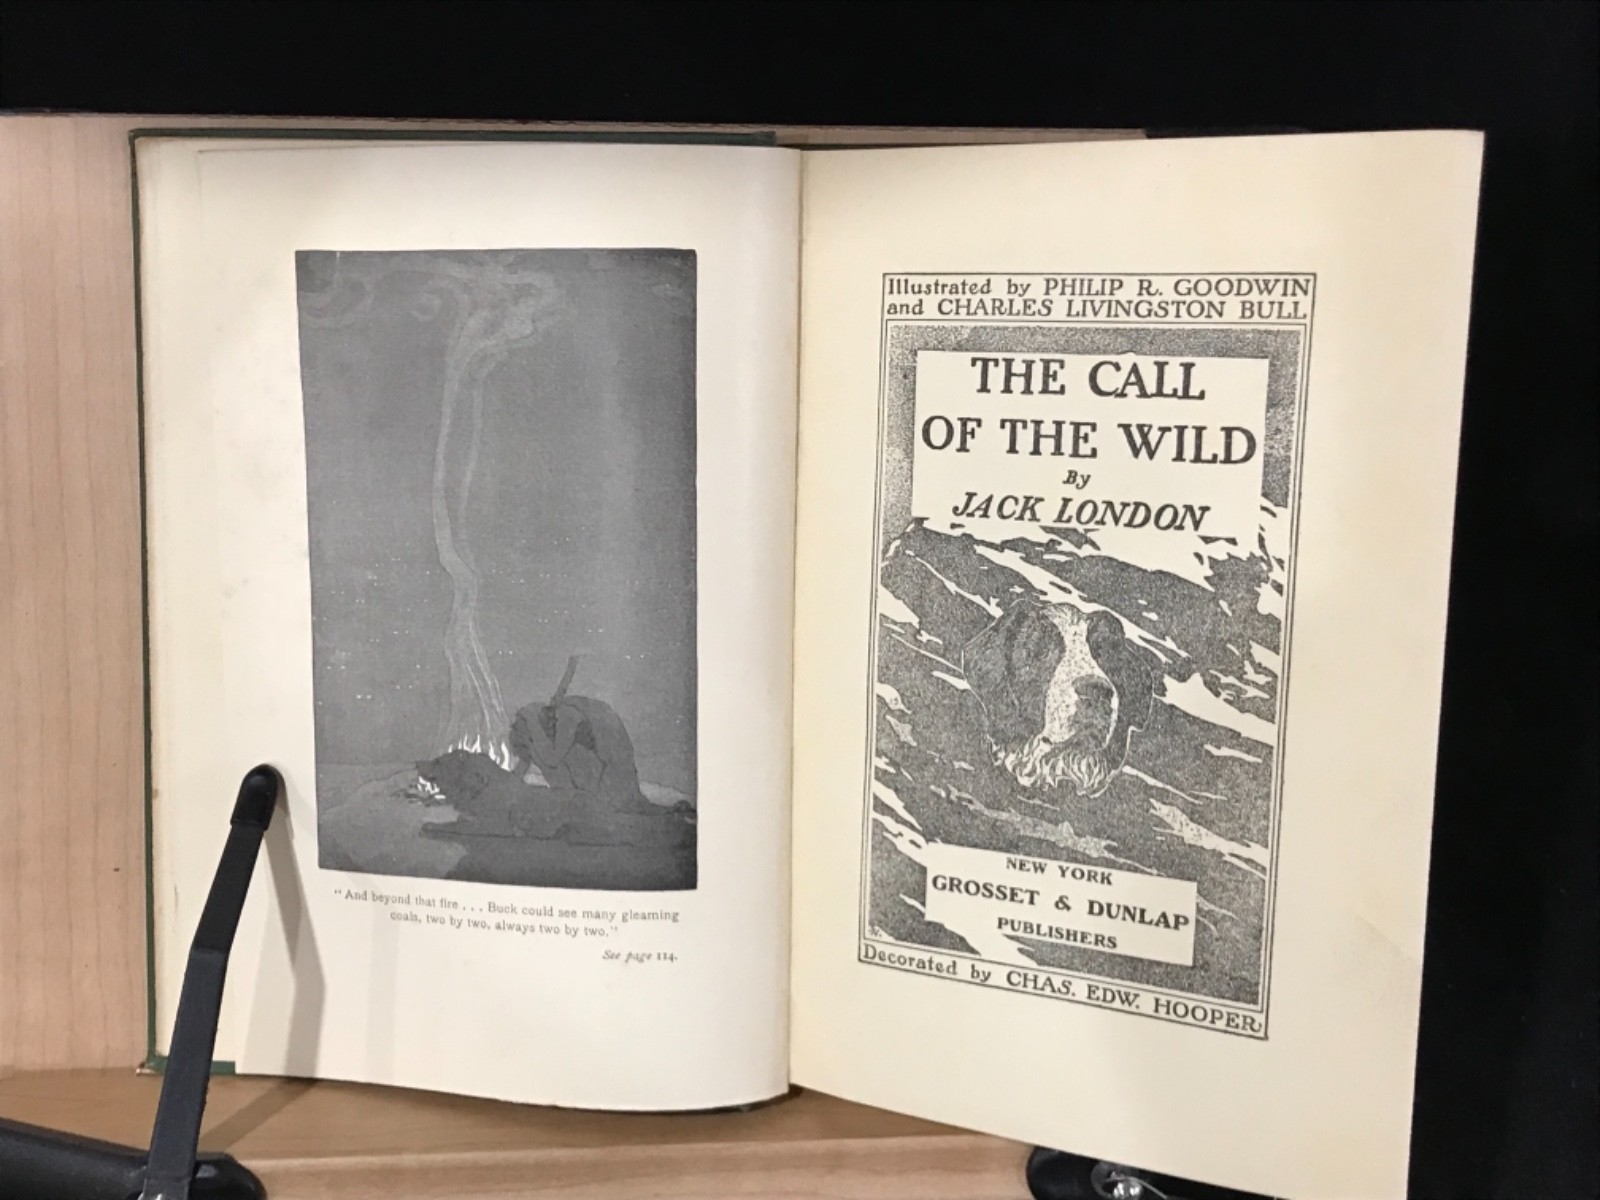 "And beyond that fire . . . Buck could see many gleaming
coals, two by two, always two by two."
See page 114.
Illustrated by PHILIP R. GOODWIN
and CHARLES LIVINGSTON BULL
THE CALL
OF THE WILD
By
JACK LONDON
NEW YORK
GROSSET & DUNLAP
PUBLISHERS
Decorated by CHAS. EDW. HOOPER